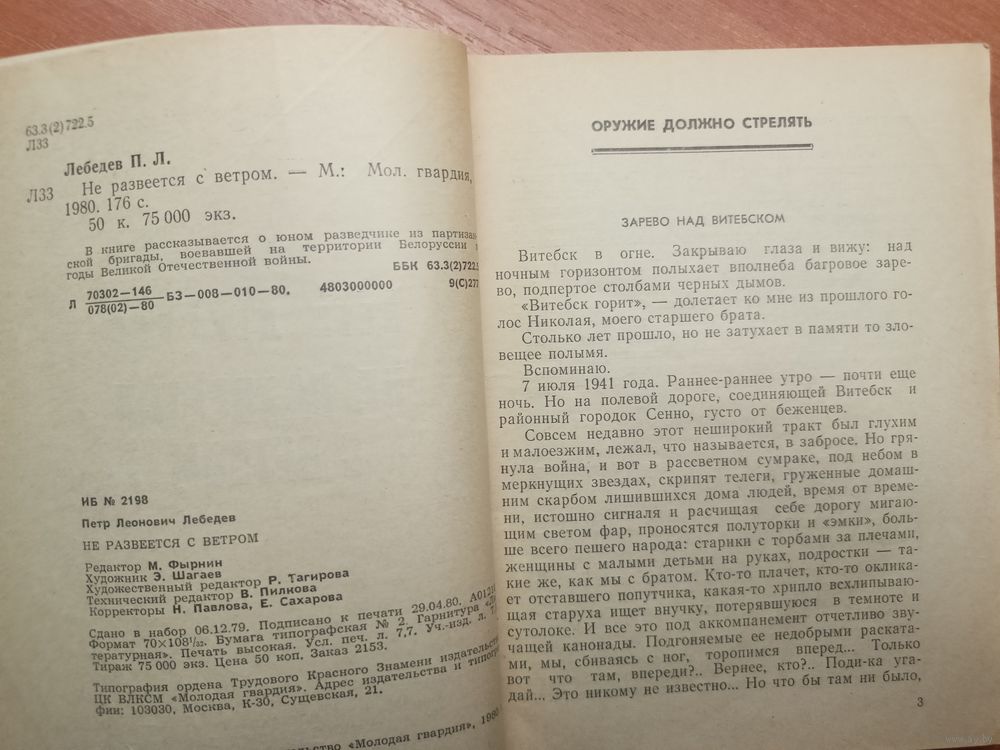 63.3(2)722.5
Л33
Лебедев П. Л.
Л33 Не развеется с ветром. — М.: Мол. гвардия,
1980. 176 с.
50 к. 75 000 экз.
В книге рассказывается о юном разведчике из партизан-
ской бригады, воевавшей на территории Белоруссии
годы Великой Отечественной войны.
ББК 63.3(2)722.
Л 70302—146
078(02)—80
БЗ—008—010—80. 4803000000 9(С)27
ИБ № 2198
Петр Леонович Лебедев
НЕ РАЗВЕЕТСЯ С ВЕТРОМ
Редактор М. Фырнин
Художник Э. Шагаев
Художественный редактор Р. Тагирова
Технический редактор В. Пилкова
Корректоры Н. Павлова, Е. Сахарова
Сдано в набор 06.12.79. Подписано к печати 29.04.80.
Формат 70×108¹/₃₂. Бумага типографская № 2. Гарнитура
тературная». Печать высокая. Усл. печ. л. 7,7. Уч.-изд. л.
Тираж 75 000 экз. Цена 50 коп. Заказ 2153.
Типография ордена Трудового Красного Знамени издательст
ЦК ВЛКСМ «Молодая гвардия». Адрес издательства и типогр
фии: 103030, Москва, К-30, Сущевская, 21.
«Молодая гвардия», 1980
ОРУЖИЕ ДОЛЖНО СТРЕЛЯТЬ
ЗАРЕВО НАД ВИТЕБСКОМ
Витебск в огне. Закрываю глаза и вижу: над
ночным горизонтом полыхает вполнеба багровое заре-
во, подпертое столбами черных дымов.
«Витебск горит», — долетает ко мне из прошлого го-
лос Николая, моего старшего брата.
Столько лет прошло, но не затухает в памяти то зло-
вещее полымя.
Вспоминаю.
7 июля 1941 года. Раннее-раннее утро — почти еще
ночь. Но на полевой дороге, соединяющей Витебск и
районный городок Сенно, густо от беженцев.
Совсем недавно этот неширокий тракт был глухим
и малоезжим, лежал, что называется, в забросе. Но гря-
нула война, и вот в рассветном сумраке, под небом в
меркнущих звездах, скрипят телеги, груженные домаш-
ним скарбом лишившихся дома людей, время от време-
ни, истошно сигналя и расчищая себе дорогу мигаю-
щим светом фар, проносятся полуторки и «эмки», боль-
ше всего пешего народа: старики с торбами за плечами,
женщины с малыми детьми на руках, подростки — та-
кие же, как мы с братом. Кто-то плачет, кто-то оклика-
ет отставшего попутчика, какая-то хрипло всхлипываю-
щая старуха ищет внучку, потерявшуюся в темноте и
сутолоке. И все это под аккомпанемент отчетливо зву-
чащей канонады. Подгоняемые ее недобрыми раската-
ми, мы, сбиваясь с ног, торопимся вперед... Только
вот что там, впереди?.. Вернее, кто?.. Поди-ка уга-
дай... Это никому не известно... Но что бы там ни было,
3